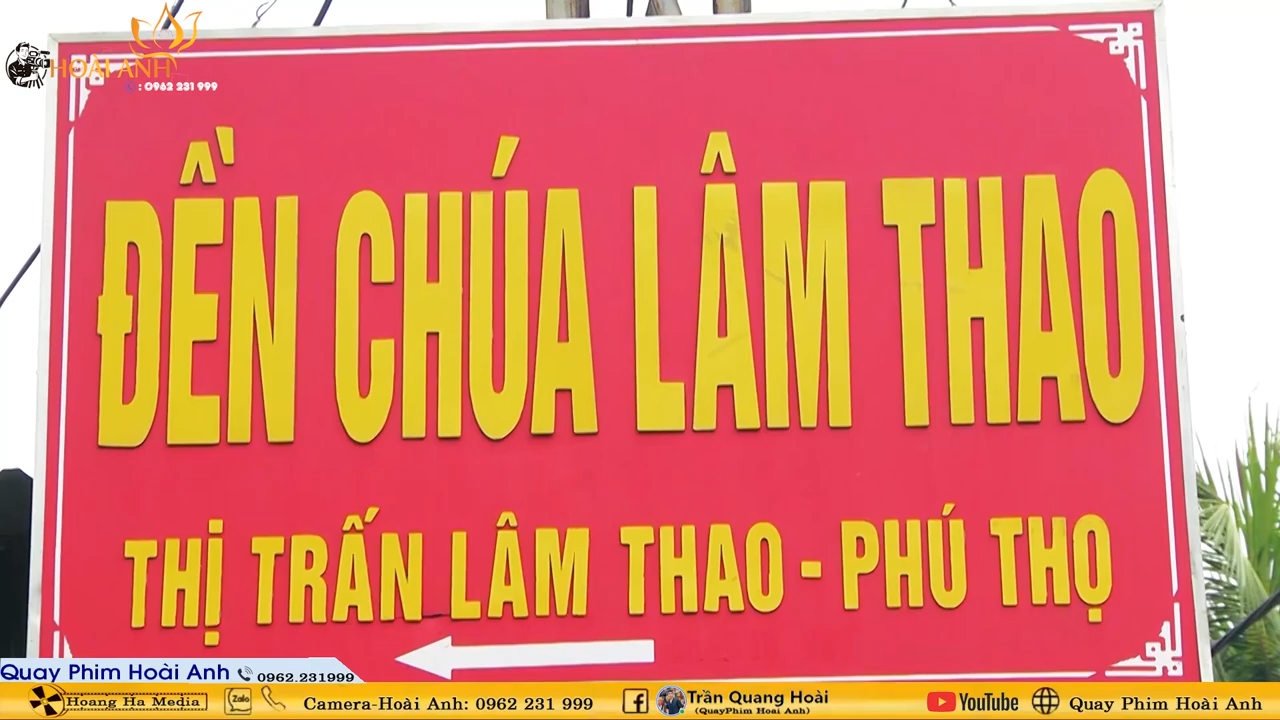 HOÀI ANH
: 0962 231 999
ĐỀN CHÚA LÂM THAO
THỊ TRẤN LÂM THAO - PHÚ THỌ
Quay Phim Hoài Anh 0962.231999
Hoang Ha Media Zalo Camera-Hoài Anh: 0962 231 999 Trần Quang Hoài YouTube Quay Phim Hoài Anh
(QuayPhim Hoai Anh)